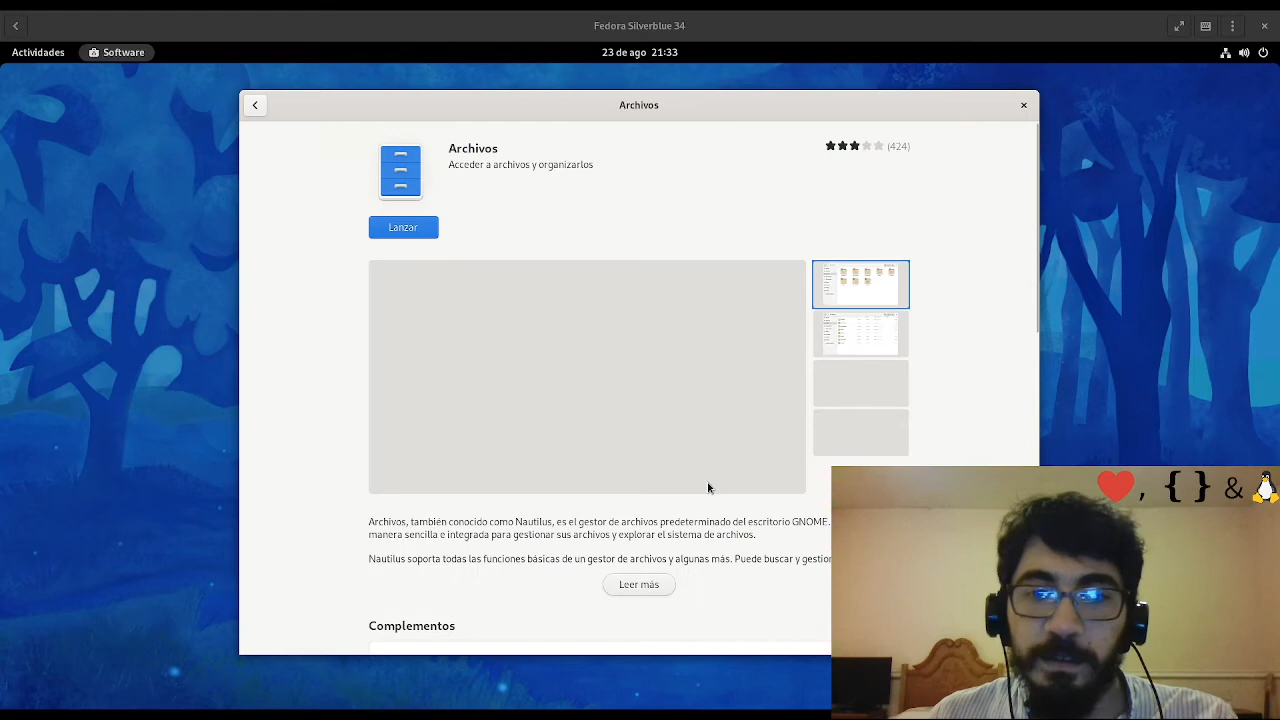 Fedora Silverblue 34
Actividades
Software
23 de ago 21:33
Archivos
Archivos
Acceder a archivos y organizarlos
(424)
Lanzar
Archivos, también conocido como Nautilus, es el gestor de archivos predeterminado del escritorio GNOME.
manera sencilla e integrada para gestionar sus archivos y explorar el sistema de archivos.
Nautilus soporta todas las funciones básicas de un gestor de archivos y algunas más. Puede buscar y gestion
Leer más
Complementos
, { } &